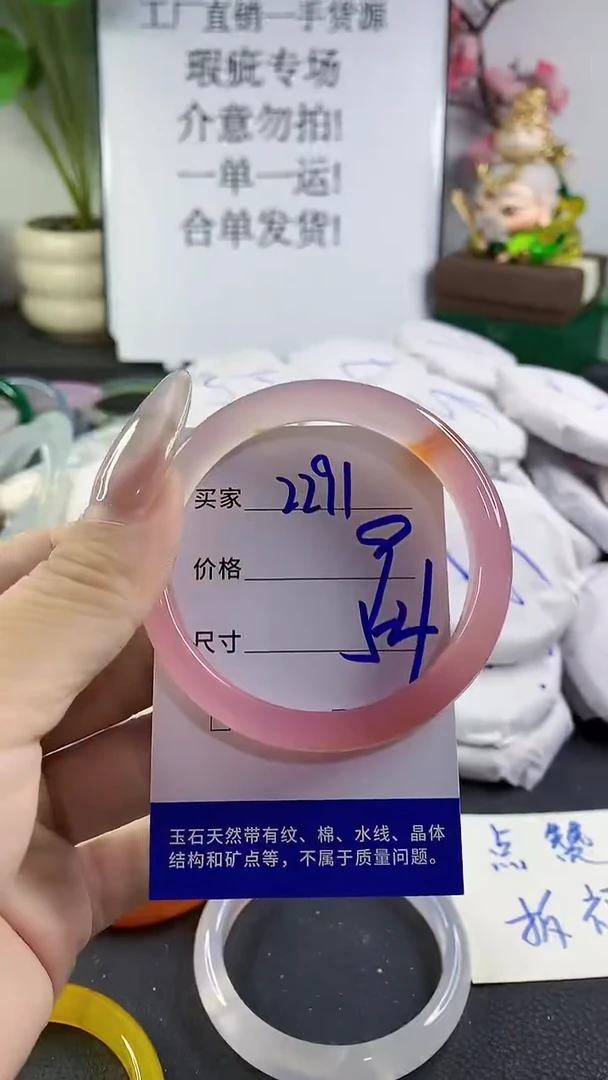 工厂直销一手货源
瑕疵专场
介意勿拍!
一单一运!
合单发货!
买家 2291
价格
尺寸 54
玉石天然带有纹、棉、水线、晶体
结构和矿点等，不属于质量问题。
点赞
拆